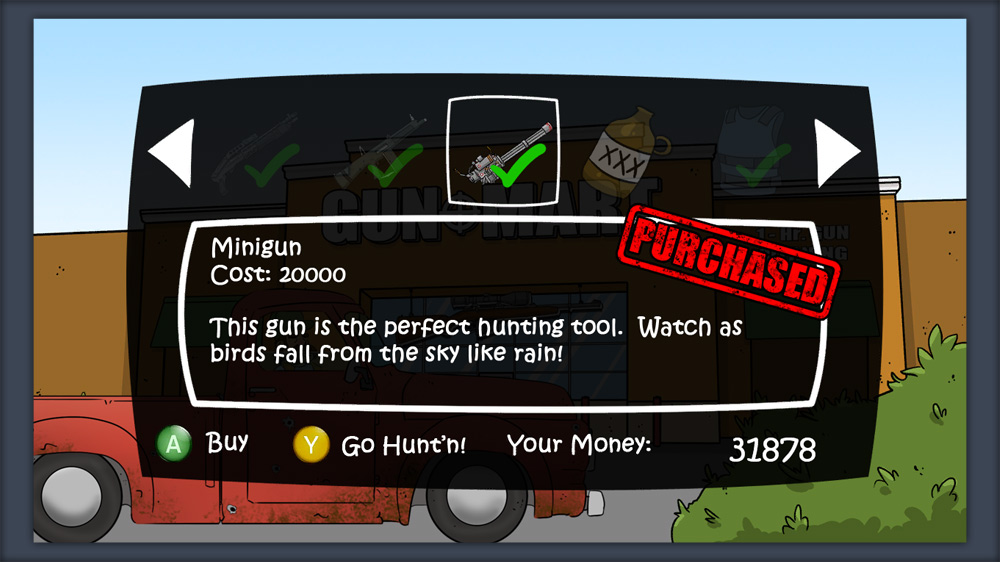 XXX
GUN MART
PURCHASED
Minigun
Cost: 20000
This gun is the perfect hunting tool. Watch as
birds fall from the sky like rain!
A Buy
Y Go Hunt'n!
Your Money: 31878